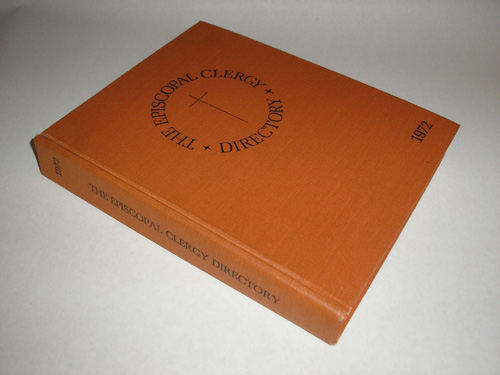 THE EPISCOPAL CLERGY
DIRECTORY
1972
1972
THE EPISCOPAL CLERGY DIRECTORY